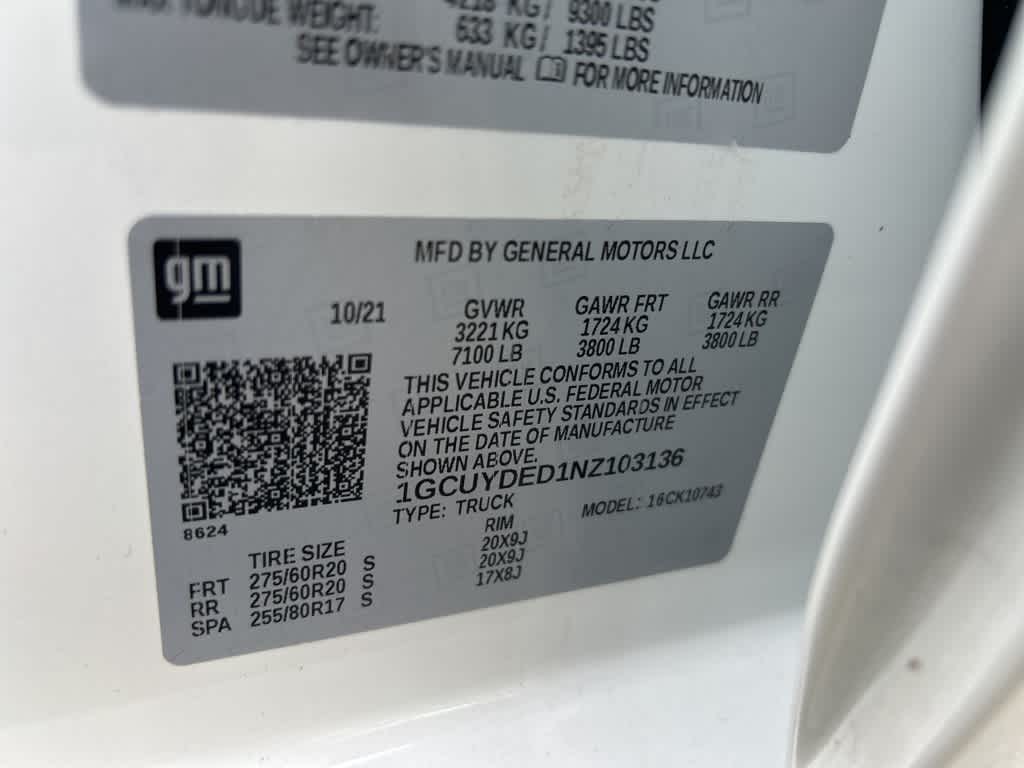 TONGUE WEIGHT:
KG/ 9300 LBS
633 KG/ 1395 LBS
SEE OWNER'S MANUAL FOR MORE INFORMATION
gm
MFD BY GENERAL MOTORS LLC
10/21 GVWR GAWR FRT GAWR RR
3221 KG 1724 KG 1724 KG
7100 LB 3800 LB 3800 LB
THIS VEHICLE CONFORMS TO ALL
APPLICABLE U.S. FEDERAL MOTOR
VEHICLE SAFETY STANDARDS IN EFFECT
ON THE DATE OF MANUFACTURE
SHOWN ABOVE.
1GCUYDED1NZ103136
TYPE: TRUCK MODEL: 16CK10743
8624
TIRE SIZE RIM
FRT 275/60R20 S 20X9J
RR 275/60R20 S 20X9J
SPA 255/80R17 S 17X8J